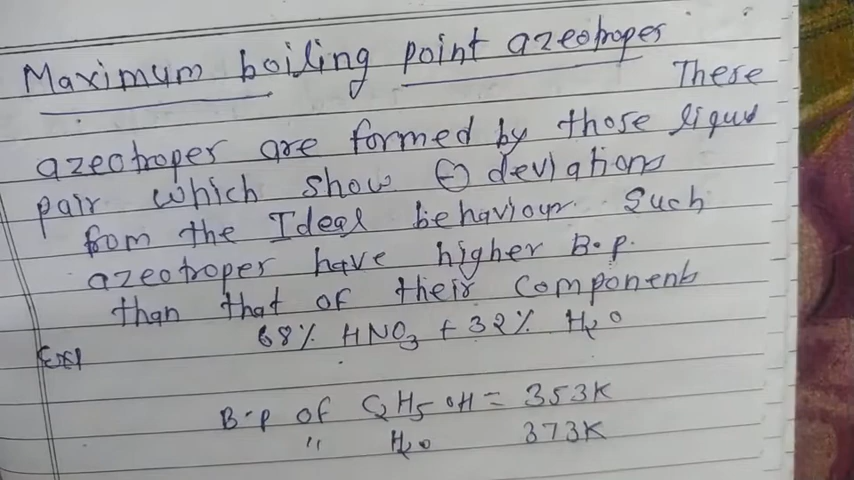 Maximum boiling point azeotropes
These
azeotropes are formed by those liquid
pair which show ⊖ deviations
from the Ideal behaviour. Such
azeotropes have higher B.p.
than that of their components
Exp 68% HNO3 + 32% H2O
B.p of C2H5OH = 353K
" H2O 373K